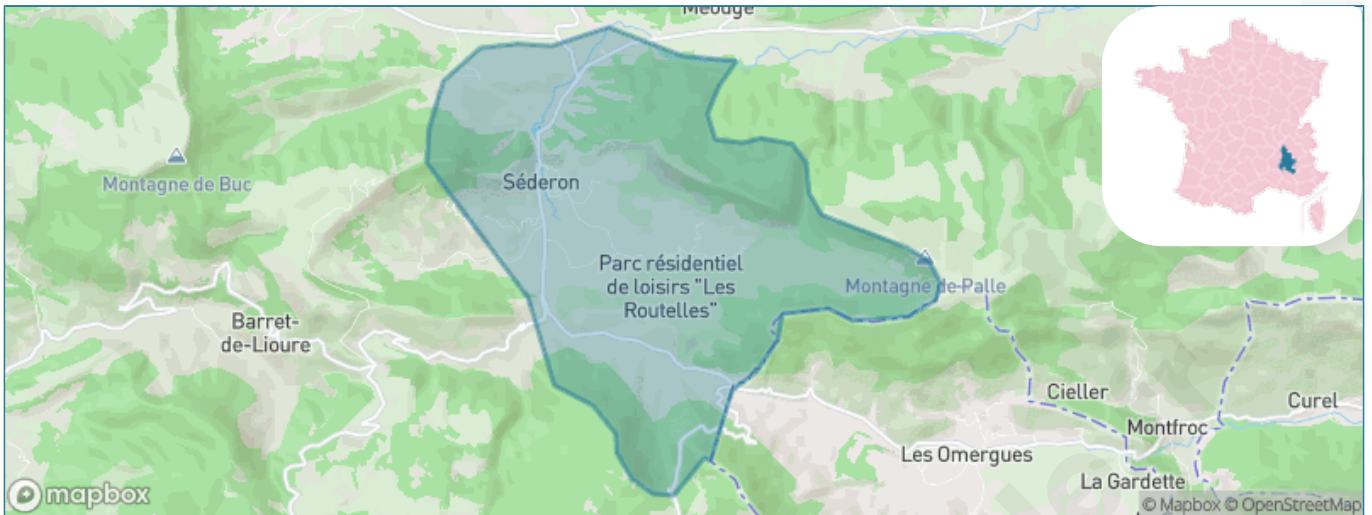 Méouge
Montagne de Buc
Séderon
Parc résidentiel
de loisirs "Les
Routelles"
Montagne de Palle
Barret-
de-Lioure
Cieller
Curel
Montfroc
Les Omergues
La Gardette
mapbox
© Mapbox © OpenStreetMap